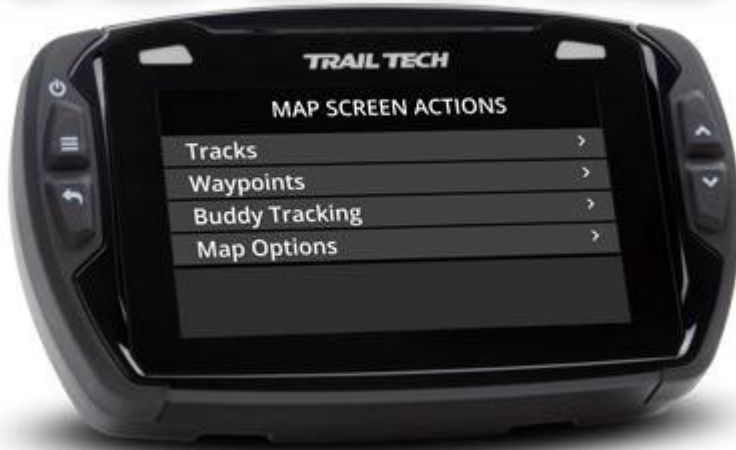 TRAIL TECH
MAP SCREEN ACTIONS
Tracks
Waypoints
Buddy Tracking
Map Options